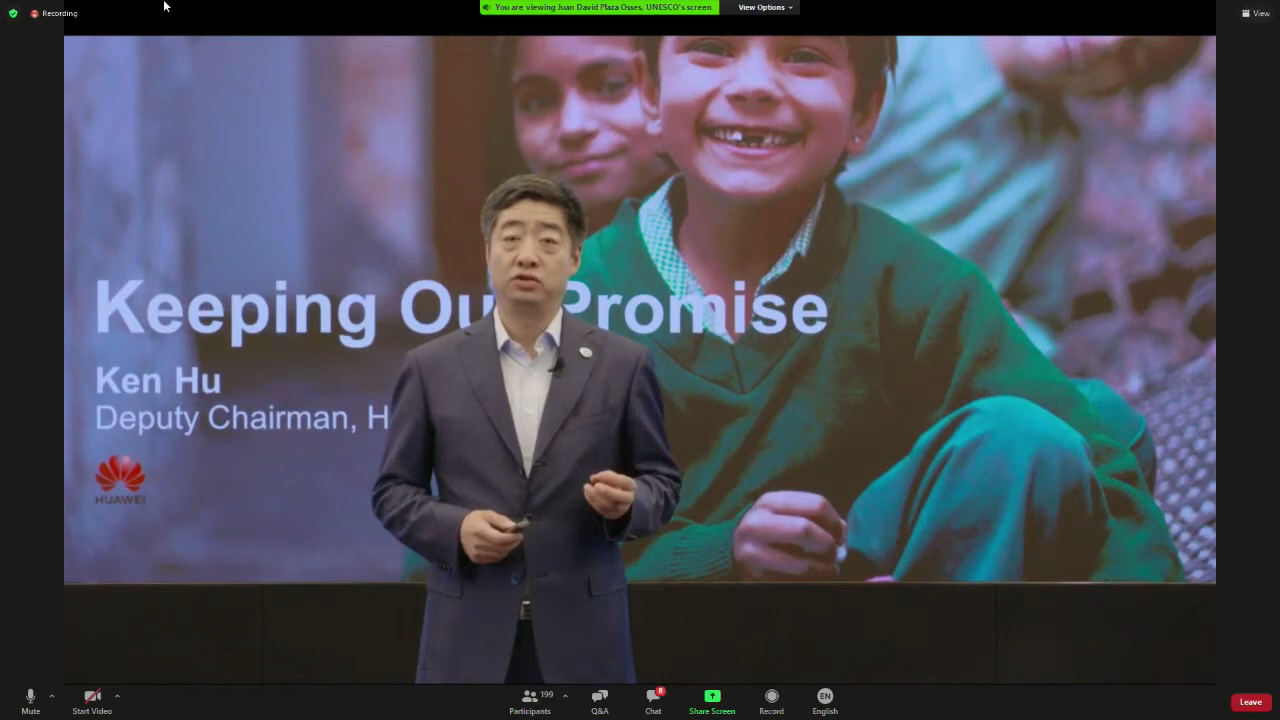 Recording
You are viewing Juan David Plaza Osses, UNESCO's screen
View Options
View
Keeping Ou Promise
Ken Hu
Deputy Chairman, H
HUAWEI
Mute
Start Video
199
Participants
Q&A
8
Chat
Share Screen
Record
EN
English
Leave